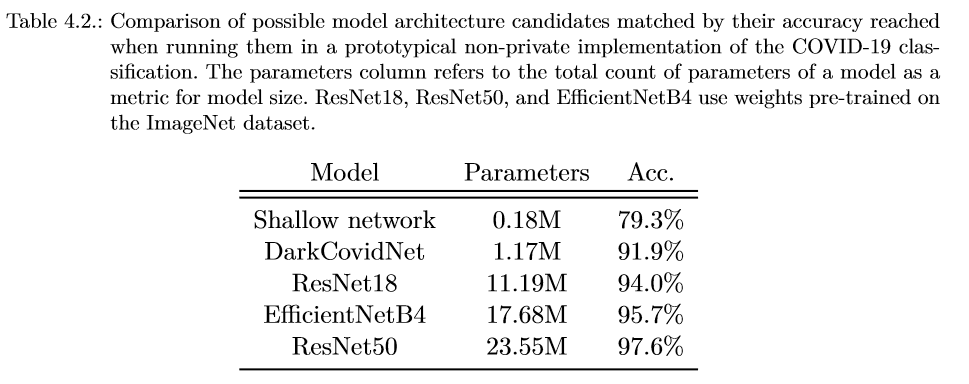 Table 4.2.: Comparison of possible model architecture candidates matched by their accuracy reached
when running them in a prototypical non-private implementation of the COVID-19 clas-
sification. The parameters column refers to the total count of parameters of a model as a
metric for model size. ResNet18, ResNet50, and EfficientNetB4 use weights pre-trained on
the ImageNet dataset.
Model Parameters Acc.
Shallow network 0.18M 79.3%
DarkCovidNet 1.17M 91.9%
ResNet18 11.19M 94.0%
EfficientNetB4 17.68M 95.7%
ResNet50 23.55M 97.6%